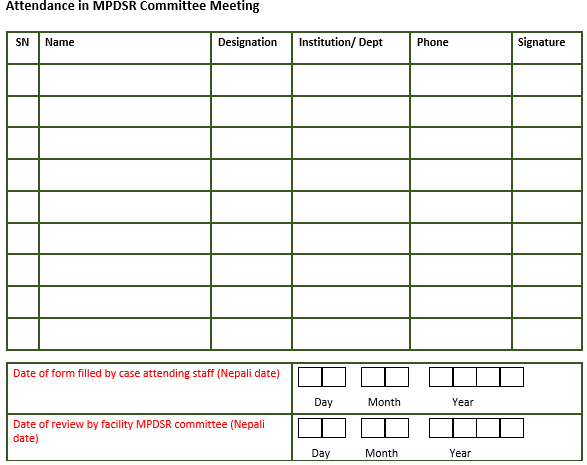 Attendance in MPDSR Committee Meeting
SN Name Designation Institution/ Dept Phone Signature
Date of form filled by case attending staff (Nepali date)
Day Month Year
Date of review by facility MPDSR committee (Nepali
date)
Day Month Year